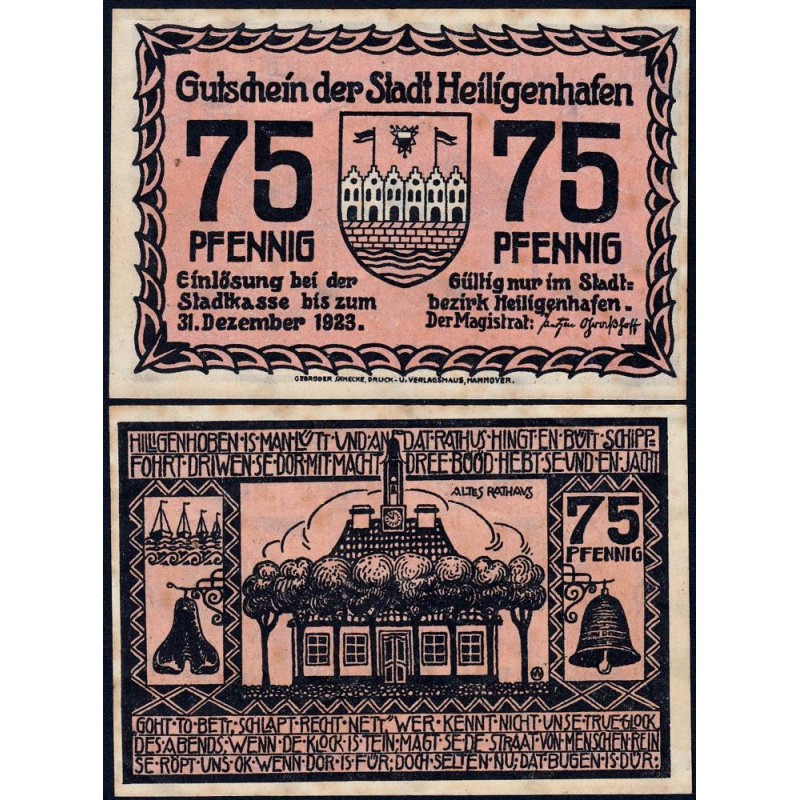 Gutschein der Stadt Heiligenhafen
75 75
PFENNIG PFENNIG
Einlösung bei der
Stadtkasse bis zum
31. Dezember 1923.
Gültig nur im Stadt-
bezirk Heiligenhafen.
Der Magistrat:
GEBRÜDER JÄNECKE, DRUCK- U. VERLAGSHAUS, HANNOVER.
HILLIGENHOBEN·IS·MAN·LÜTT·UND·AN·DAT·RATHUS·HINGT·EN·BÜTT·SCHIPP=
FOHRT·DRIWEN·SE·DOR·MIT·MACHT DREE·BÖÖD·HEBT·SE·UND·EN·JACHT
ALTES RATHAUS
75
PFENNIG
GOHT·TO·BETT, SCHLAPT·RECHT·NETT" WER·KENNT·NICHT·UNSE·TRUE·GLOCK
DES·ABENDS·WENN·DE·KLOCK·IS·TEIN·MAGT·SE·DE·STRAAT·VON·MENSCHEN·REIN
SE·RÖPT·UNS·OK·WENN·DOR·IS·FÜR: DOCH·SELTEN·NU; DAT·BUGEN·IS·DÜR: